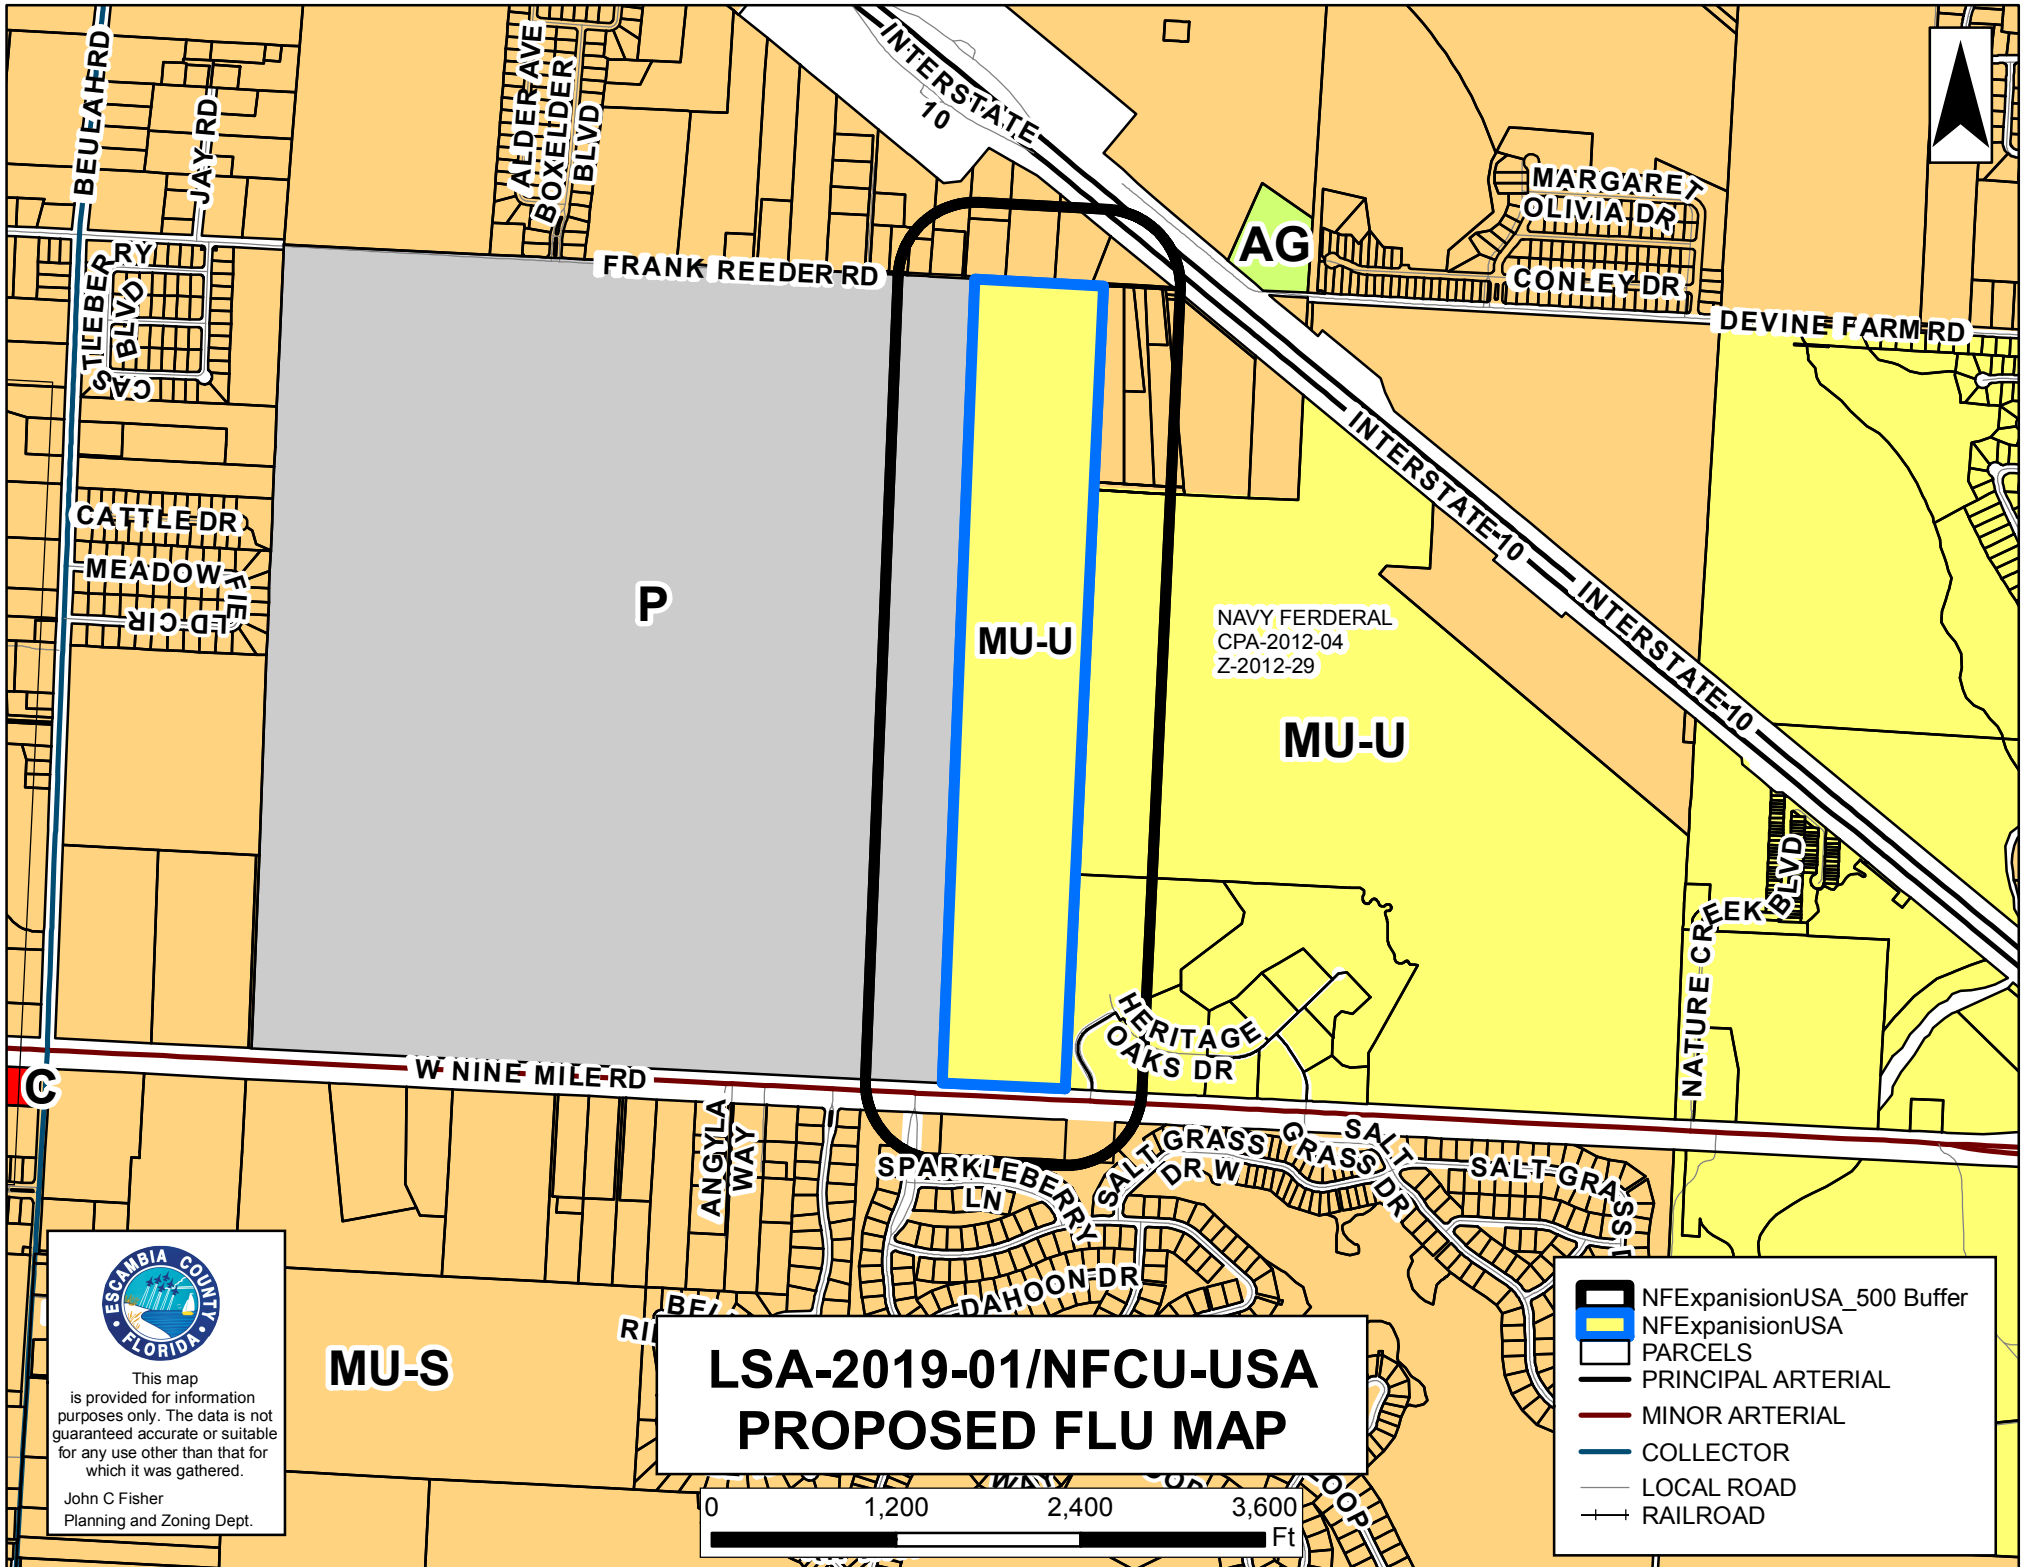 INTERSTATE
10
BEULAH RD
JAY RD
ALDER AVE
BOXELDER
BLVD
MARGARET
OLIVIA DR
AG
CONLEY DR
CASTLEBERRY
BLVD
FRANK REEDER RD
DEVINE FARM RD
INTERSTATE 10
INTERSTATE 10
CATTLE DR
MEADOWFIELD CIR
P
MU-U
NAVY FERDERAL
CPA-2012-04
Z-2012-29
MU-U
NATURE CREEK
BLVD
HERITAGE
OAKS DR
W NINE MILE RD
C
ANGYLA
WAY
SPARKLEBERRY
LN
SALT GRASS
DR W
SALT
GRASS DR
SALT GRASS
DAHOON DR
MU-S
ESCAMBIA COUNTY
FLORIDA
This map
is provided for information
purposes only. The data is not
guaranteed accurate or suitable
for any use other than that for
which it was gathered.
John C Fisher
Planning and Zoning Dept.
LSA-2019-01/NFCU-USA
PROPOSED FLU MAP
WAY
LOOP
0 1,200 2,400 3,600
Ft
NFExpanisionUSA_500 Buffer
NFExpanisionUSA
PARCELS
PRINCIPAL ARTERIAL
MINOR ARTERIAL
COLLECTOR
LOCAL ROAD
RAILROAD